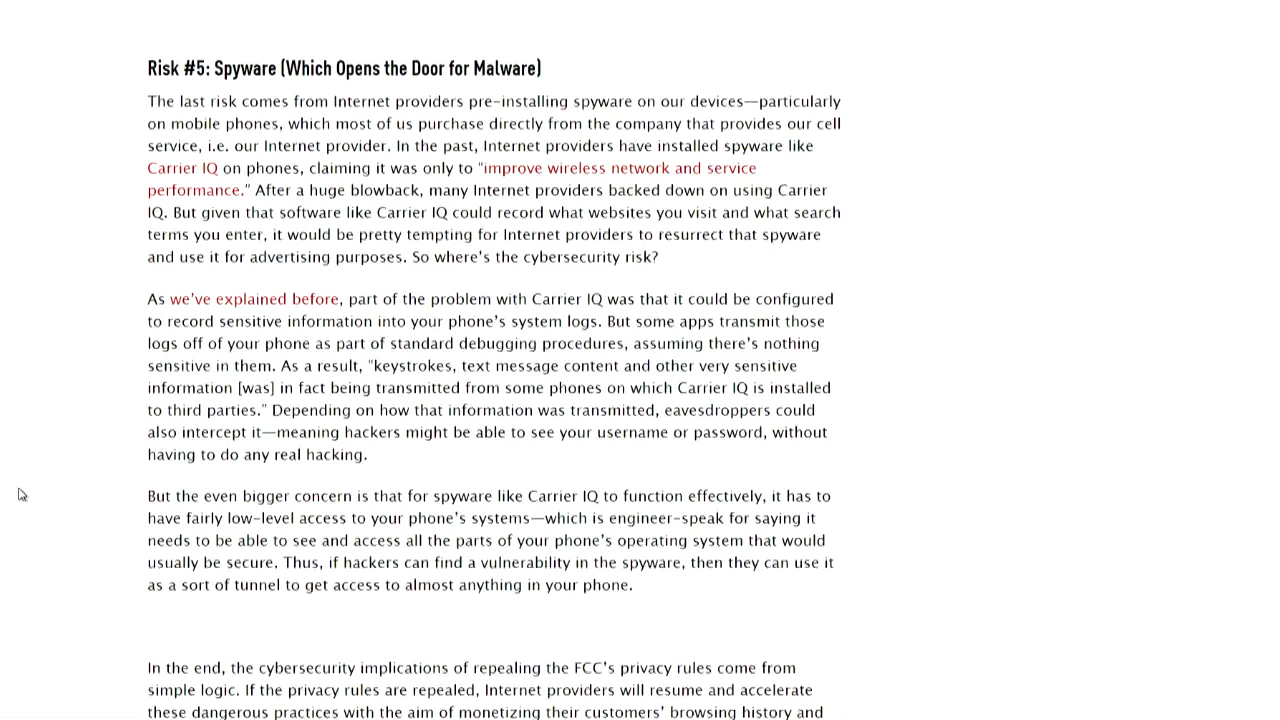 Risk #5: Spyware (Which Opens the Door for Malware)
The last risk comes from Internet providers pre-installing spyware on our devices—particularly
on mobile phones, which most of us purchase directly from the company that provides our cell
service, i.e. our Internet provider. In the past, Internet providers have installed spyware like
Carrier IQ on phones, claiming it was only to "improve wireless network and service
performance." After a huge blowback, many Internet providers backed down on using Carrier
IQ. But given that software like Carrier IQ could record what websites you visit and what search
terms you enter, it would be pretty tempting for Internet providers to resurrect that spyware
and use it for advertising purposes. So where's the cybersecurity risk?
As we've explained before, part of the problem with Carrier IQ was that it could be configured
to record sensitive information into your phone's system logs. But some apps transmit those
logs off of your phone as part of standard debugging procedures, assuming there's nothing
sensitive in them. As a result, "keystrokes, text message content and other very sensitive
information [was] in fact being transmitted from some phones on which Carrier IQ is installed
to third parties." Depending on how that information was transmitted, eavesdroppers could
also intercept it—meaning hackers might be able to see your username or password, without
having to do any real hacking.
But the even bigger concern is that for spyware like Carrier IQ to function effectively, it has to
have fairly low-level access to your phone's systems—which is engineer-speak for saying it
needs to be able to see and access all the parts of your phone's operating system that would
usually be secure. Thus, if hackers can find a vulnerability in the spyware, then they can use it
as a sort of tunnel to get access to almost anything in your phone.
In the end, the cybersecurity implications of repealing the FCC's privacy rules come from
simple logic. If the privacy rules are repealed, Internet providers will resume and accelerate
these dangerous practices with the aim of monetizing their customers' browsing history and